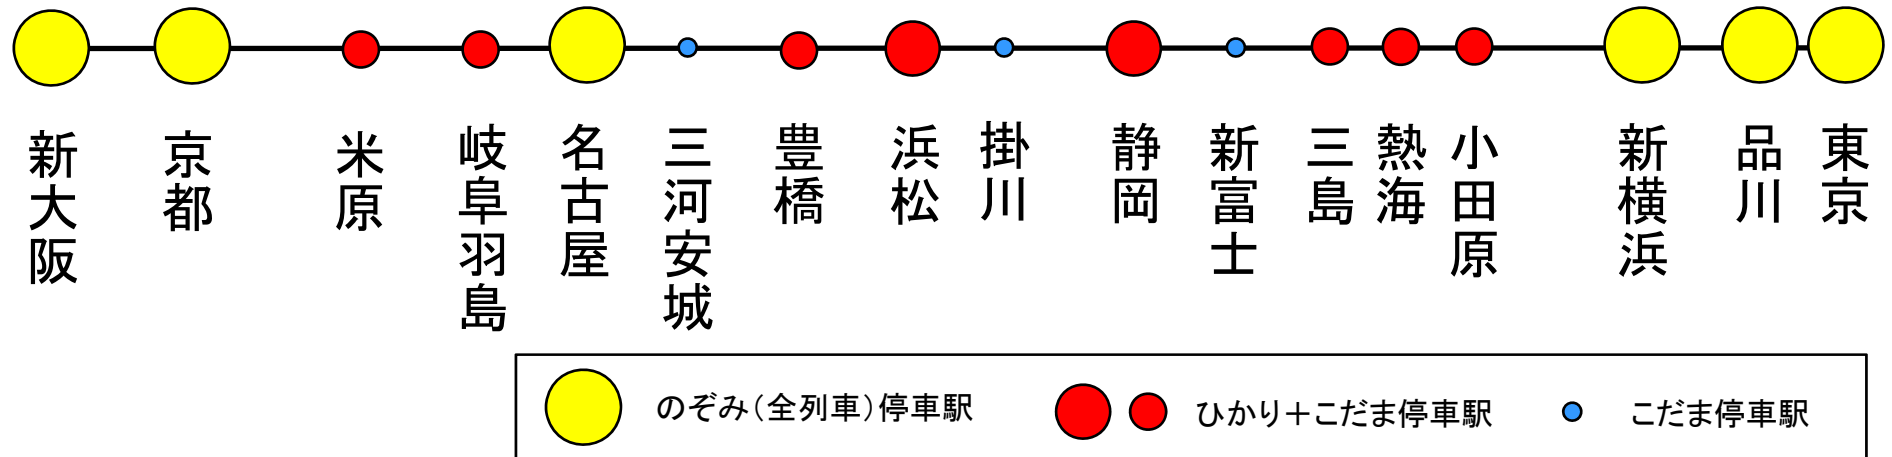 新大阪
京都
米原
岐阜羽島
名古屋
三河安城
豊橋
浜松
掛川
静岡
新富士
三島
熱海
小田原
新横浜
品川
東京
のぞみ(全列車)停車駅
ひかり＋こだま停車駅
こだま停車駅